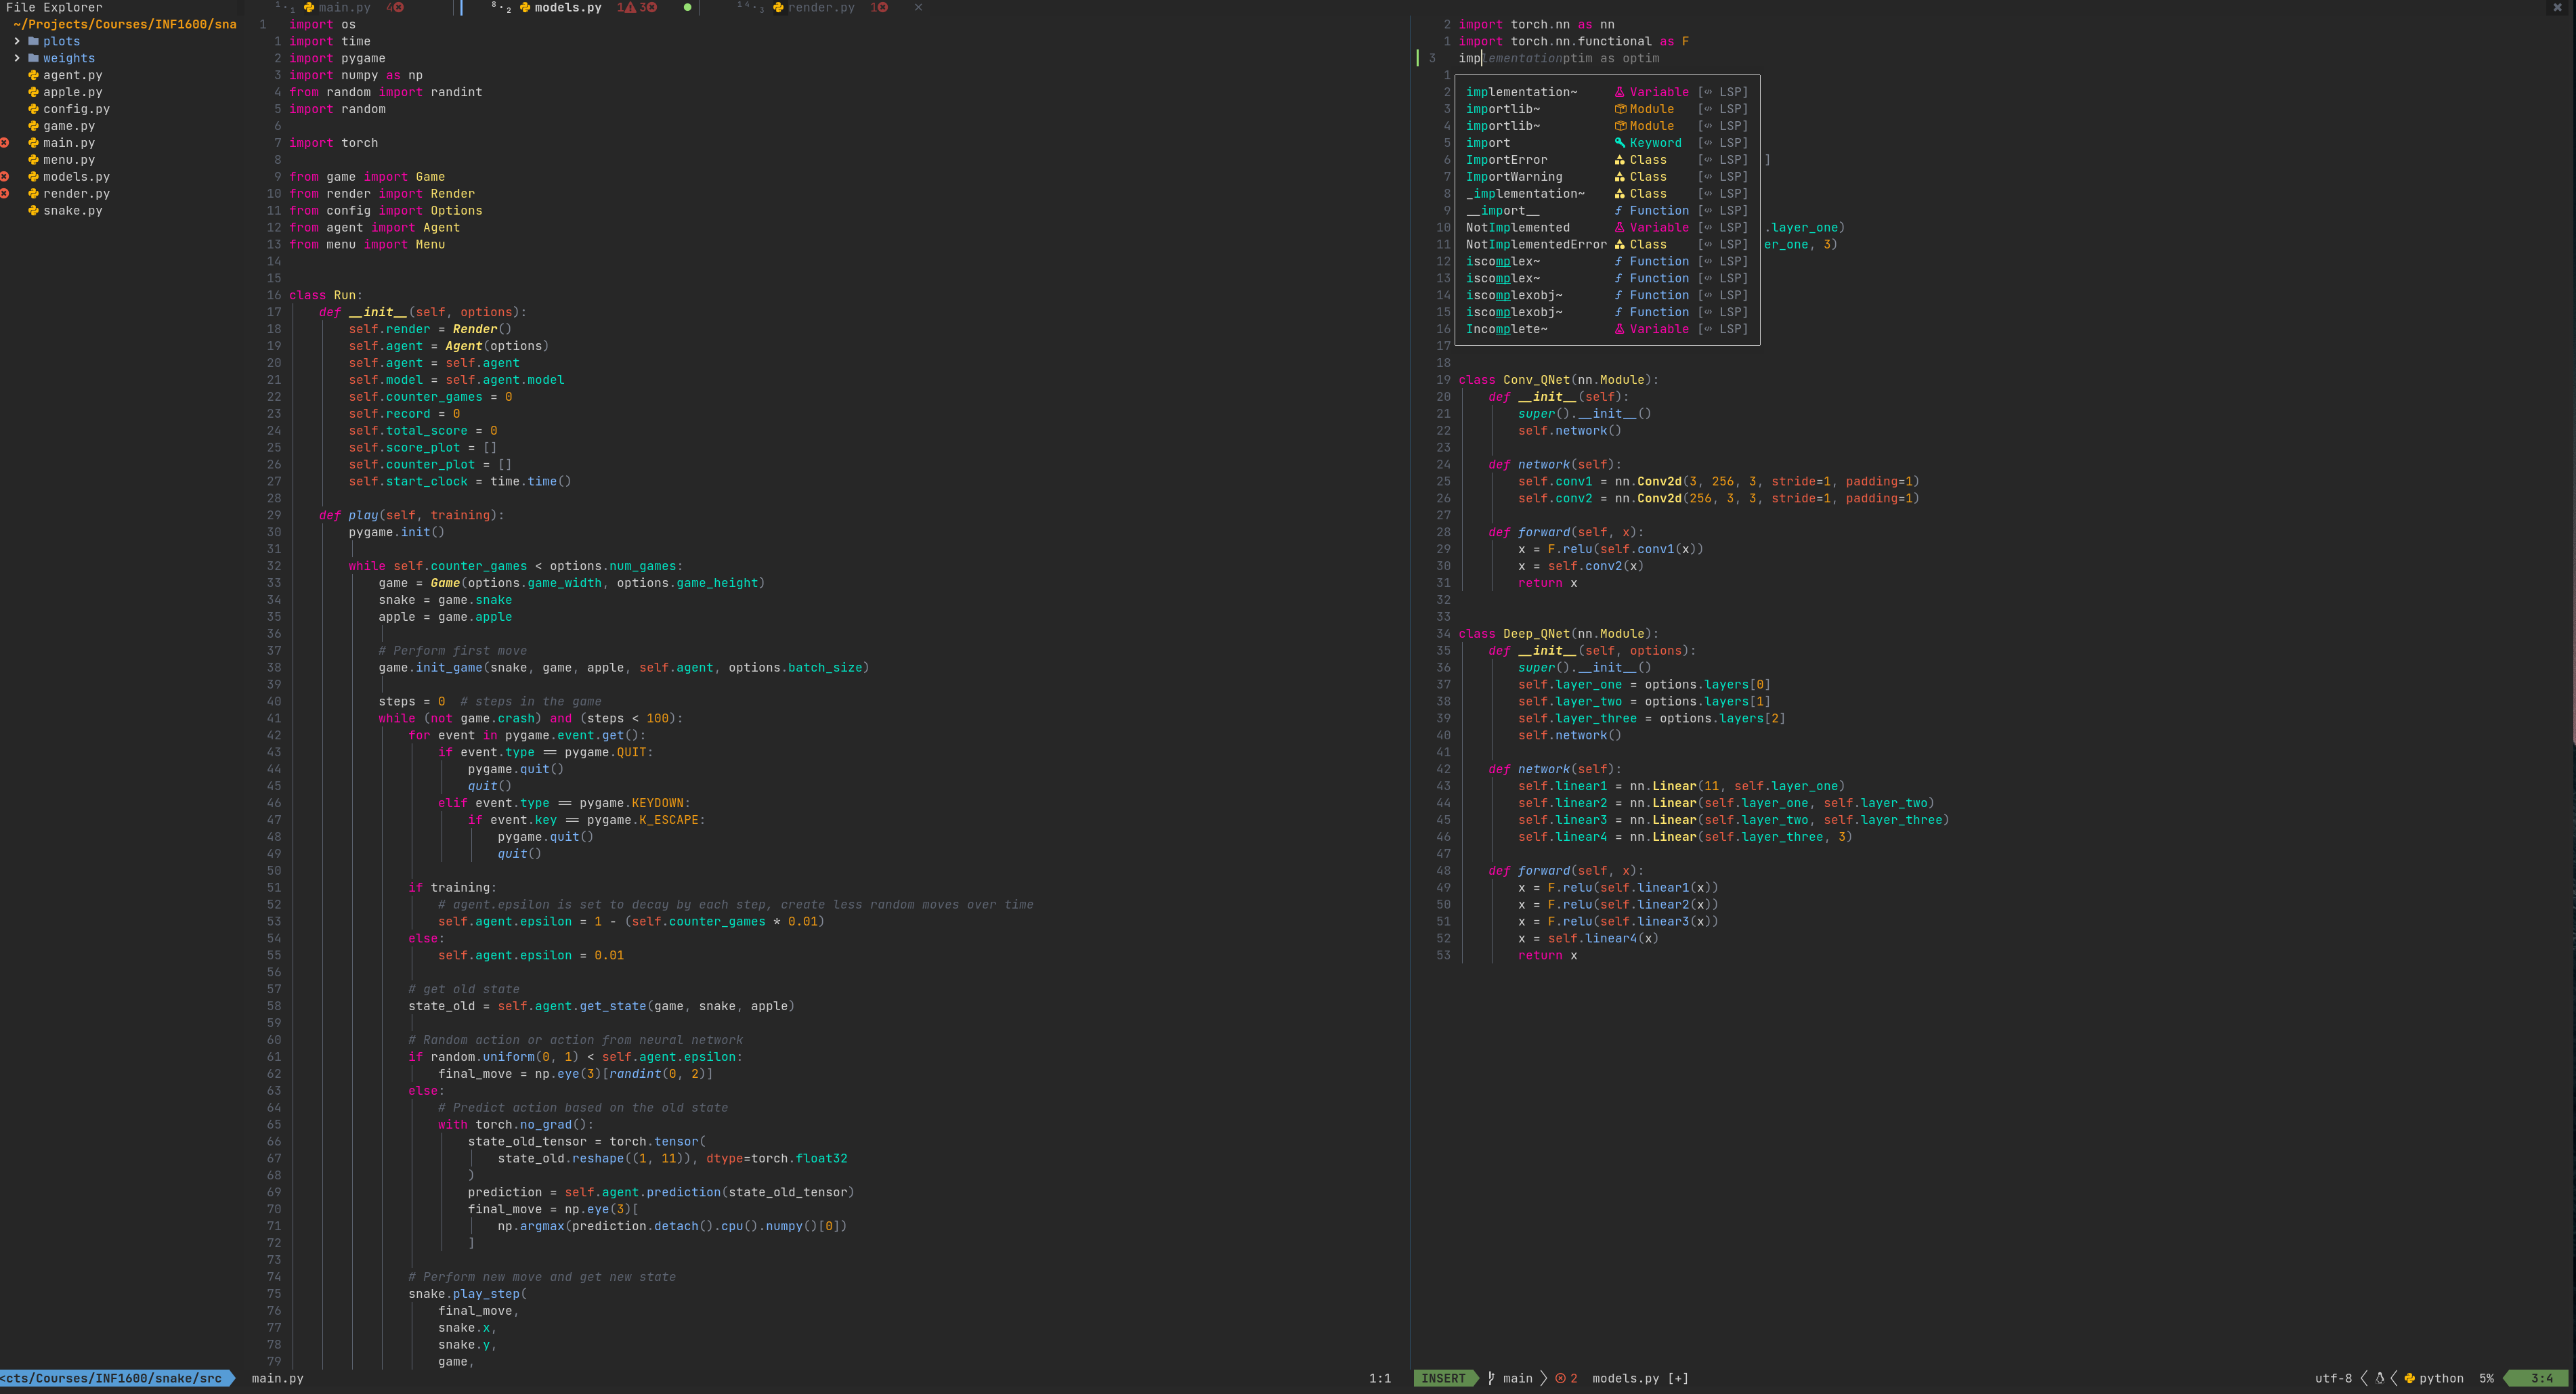 File Explorer
~/Projects/Courses/INF1600/sna
plots
weights
agent.py
apple.py
config.py
game.py
main.py
menu.py
models.py
render.py
snake.py
main.py 4
models.py 1 3
render.py 1
1 import os
1 import time
2 import pygame
3 import numpy as np
4 from random import randint
5 import random
6
7 import torch
8
9 from game import Game
10 from render import Render
11 from config import Options
12 from agent import Agent
13 from menu import Menu
14
15
16 class Run:
17 def __init__(self, options):
18 self.render = Render()
19 self.agent = Agent(options)
20 self.agent = self.agent
21 self.model = self.agent.model
22 self.counter_games = 0
23 self.record = 0
24 self.total_score = 0
25 self.score_plot = []
26 self.counter_plot = []
27 self.start_clock = time.time()
28
29 def play(self, training):
30 pygame.init()
31
32 while self.counter_games < options.num_games:
33 game = Game(options.game_width, options.game_height)
34 snake = game.snake
35 apple = game.apple
36
37 # Perform first move
38 game.init_game(snake, game, apple, self.agent, options.batch_size)
39
40 steps = 0 # steps in the game
41 while (not game.crash) and (steps < 100):
42 for event in pygame.event.get():
43 if event.type == pygame.QUIT:
44 pygame.quit()
45 quit()
46 elif event.type == pygame.KEYDOWN:
47 if event.key == pygame.K_ESCAPE:
48 pygame.quit()
49 quit()
50
51 if training:
52 # agent.epsilon is set to decay by each step, create less random moves over time
53 self.agent.epsilon = 1 - (self.counter_games * 0.01)
54 else:
55 self.agent.epsilon = 0.01
56
57 # get old state
58 state_old = self.agent.get_state(game, snake, apple)
59
60 # Random action or action from neural network
61 if random.uniform(0, 1) < self.agent.epsilon:
62 final_move = np.eye(3)[randint(0, 2)]
63 else:
64 # Predict action based on the old state
65 with torch.no_grad():
66 state_old_tensor = torch.tensor(
67 state_old.reshape((1, 11)), dtype=torch.float32
68 )
69 prediction = self.agent.prediction(state_old_tensor)
70 final_move = np.eye(3)[
71 np.argmax(prediction.detach().cpu().numpy()[0])
72 ]
73
74 # Perform new move and get new state
75 snake.play_step(
76 final_move,
77 snake.x,
78 snake.y,
79 game,
2 import torch.nn as nn
1 import torch.nn.functional as F
3 implementationptim as optim
1
2 implementation~ Variable [ LSP]
3 importlib~ Module [ LSP]
4 importlib~ Module [ LSP]
5 import Keyword [ LSP]
6 ImportError Class [ LSP] ]
7 ImportWarning Class [ LSP]
8 _implementation~ Class [ LSP]
9 __import__ Function [ LSP]
10 NotImplemented Variable [ LSP] .layer_one)
11 NotImplementedError Class [ LSP] er_one, 3)
12 iscomplex~ Function [ LSP]
13 iscomplex~ Function [ LSP]
14 iscomplexobj~ Function [ LSP]
15 iscomplexobj~ Function [ LSP]
16 Incomplete~ Variable [ LSP]
17
18
19 class Conv_QNet(nn.Module):
20 def __init__(self):
21 super().__init__()
22 self.network()
23
24 def network(self):
25 self.conv1 = nn.Conv2d(3, 256, 3, stride=1, padding=1)
26 self.conv2 = nn.Conv2d(256, 3, 3, stride=1, padding=1)
27
28 def forward(self, x):
29 x = F.relu(self.conv1(x))
30 x = self.conv2(x)
31 return x
32
33
34 class Deep_QNet(nn.Module):
35 def __init__(self, options):
36 super().__init__()
37 self.layer_one = options.layers[0]
38 self.layer_two = options.layers[1]
39 self.layer_three = options.layers[2]
40 self.network()
41
42 def network(self):
43 self.linear1 = nn.Linear(11, self.layer_one)
44 self.linear2 = nn.Linear(self.layer_one, self.layer_two)
45 self.linear3 = nn.Linear(self.layer_two, self.layer_three)
46 self.linear4 = nn.Linear(self.layer_three, 3)
47
48 def forward(self, x):
49 x = F.relu(self.linear1(x))
50 x = F.relu(self.linear2(x))
51 x = F.relu(self.linear3(x))
52 x = self.linear4(x)
53 return x
<cts/Courses/INF1600/snake/src
main.py 1:1
INSERT main 2 models.py [+] utf-8 python 5% 3:4